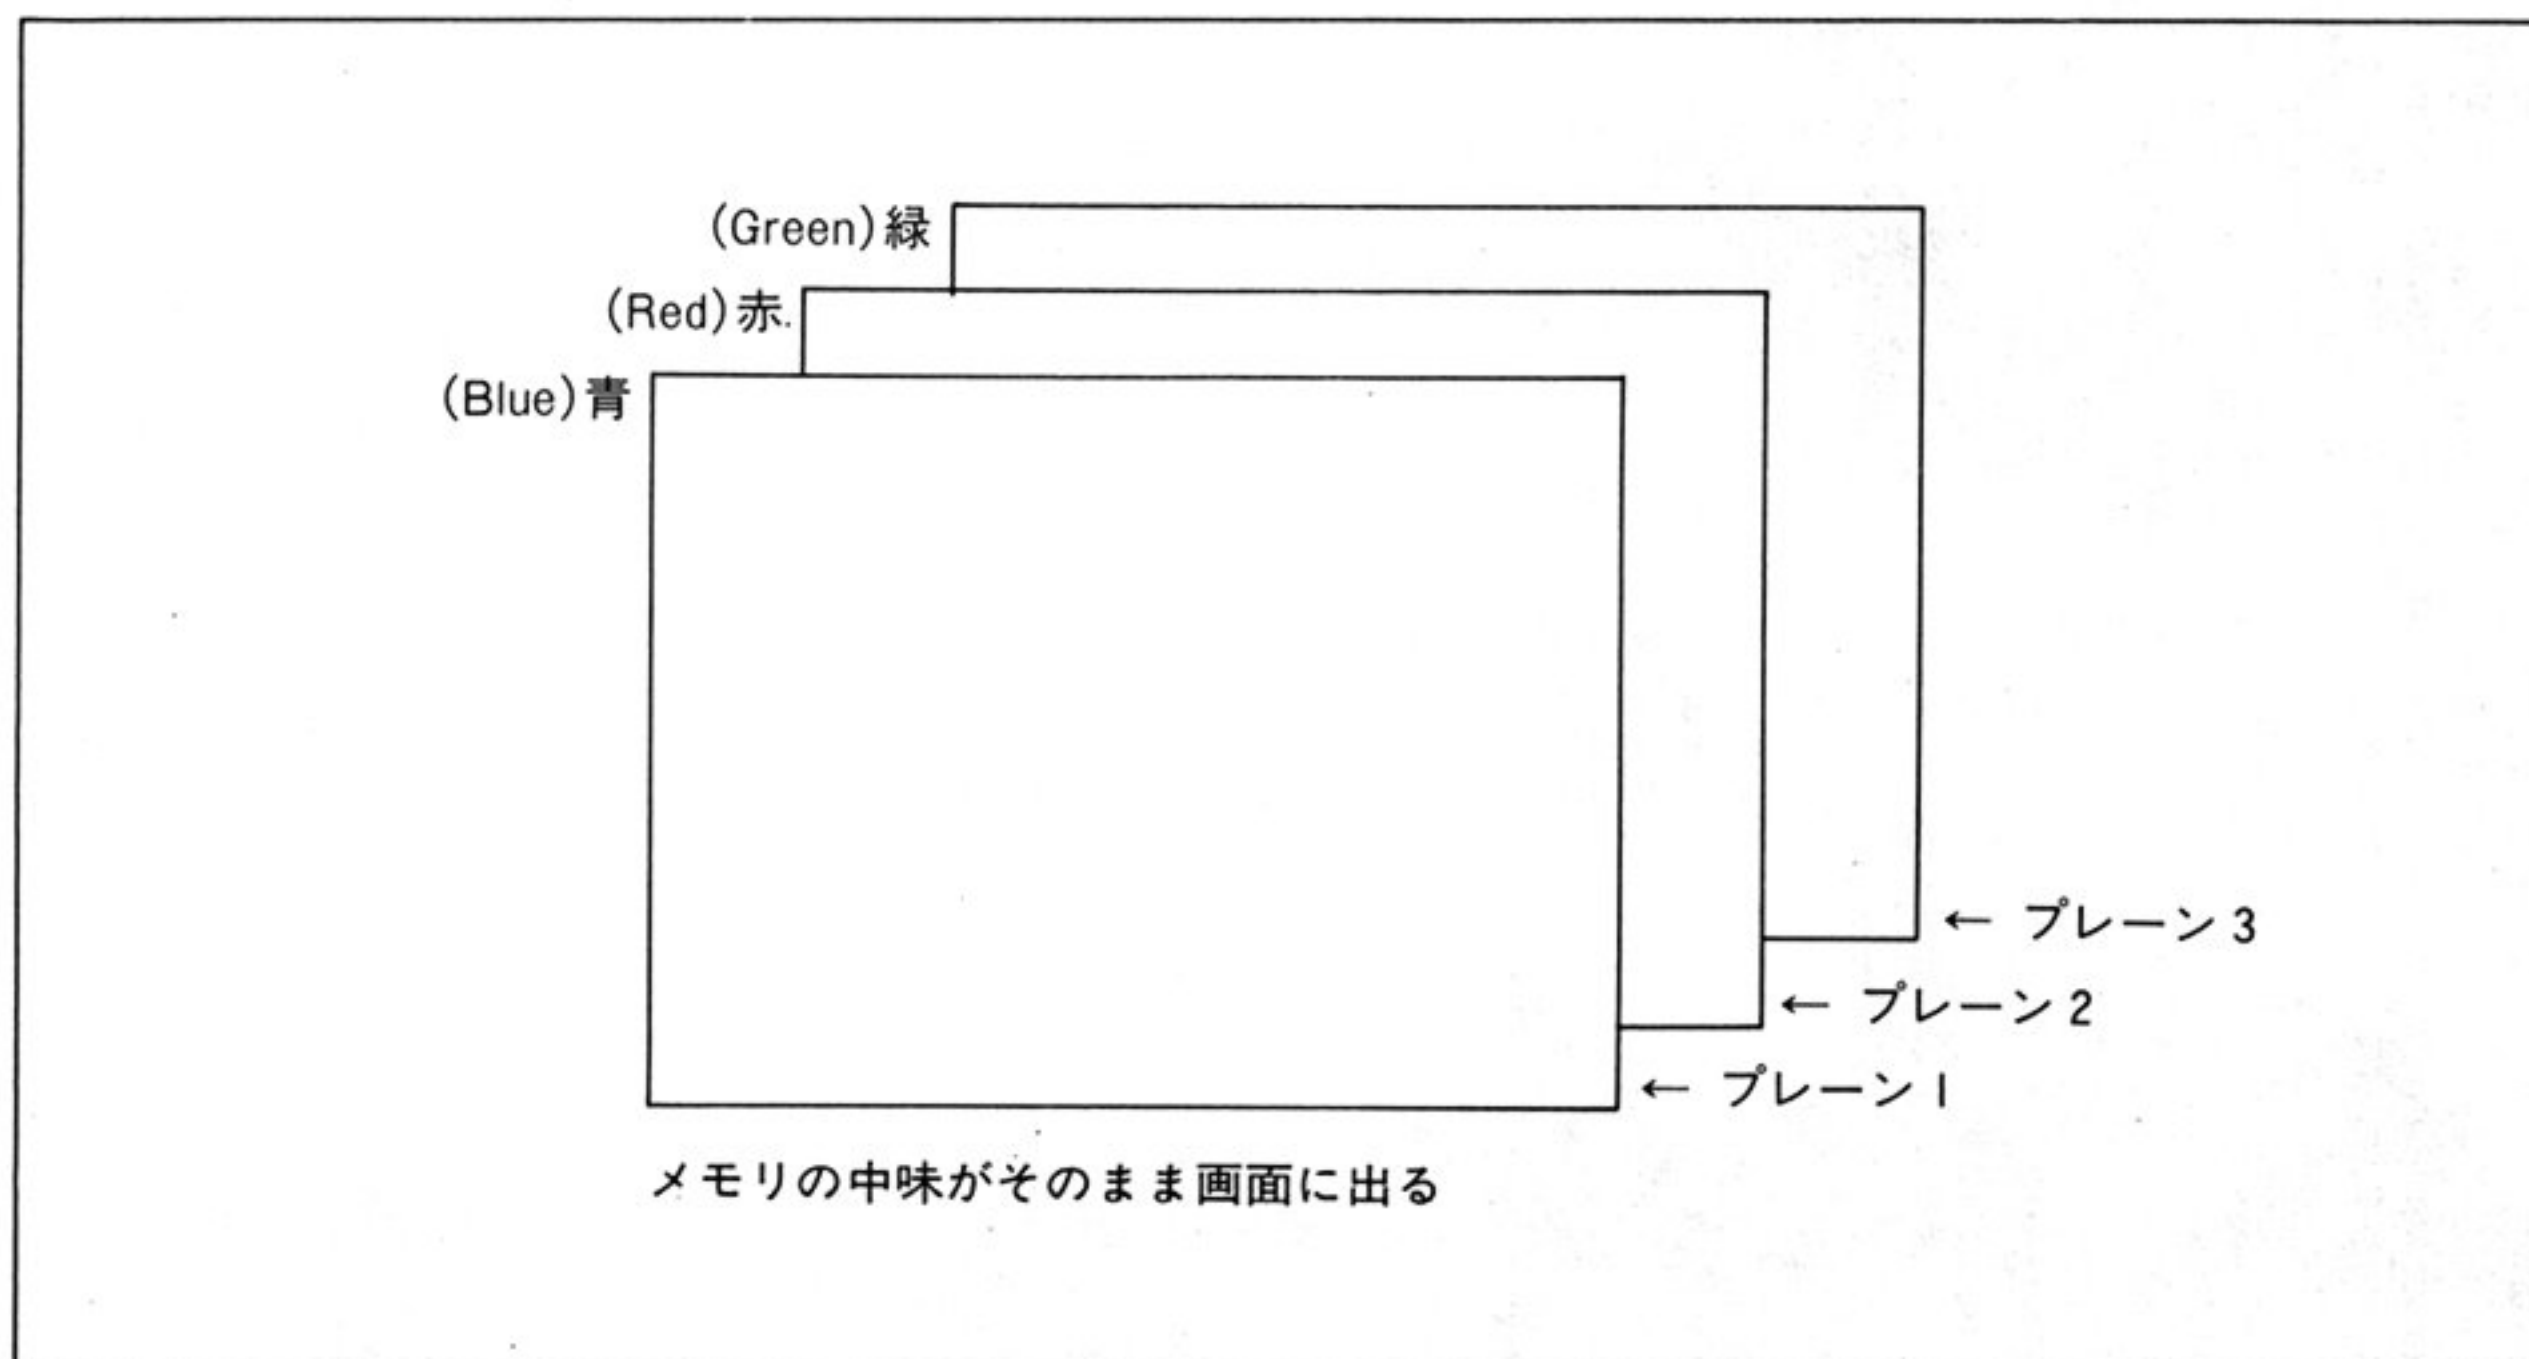 (Green)緑
(Red)赤
(Blue)青
← プレーン3
← プレーン2
← プレーン1
メモリの中味がそのまま画面に出る